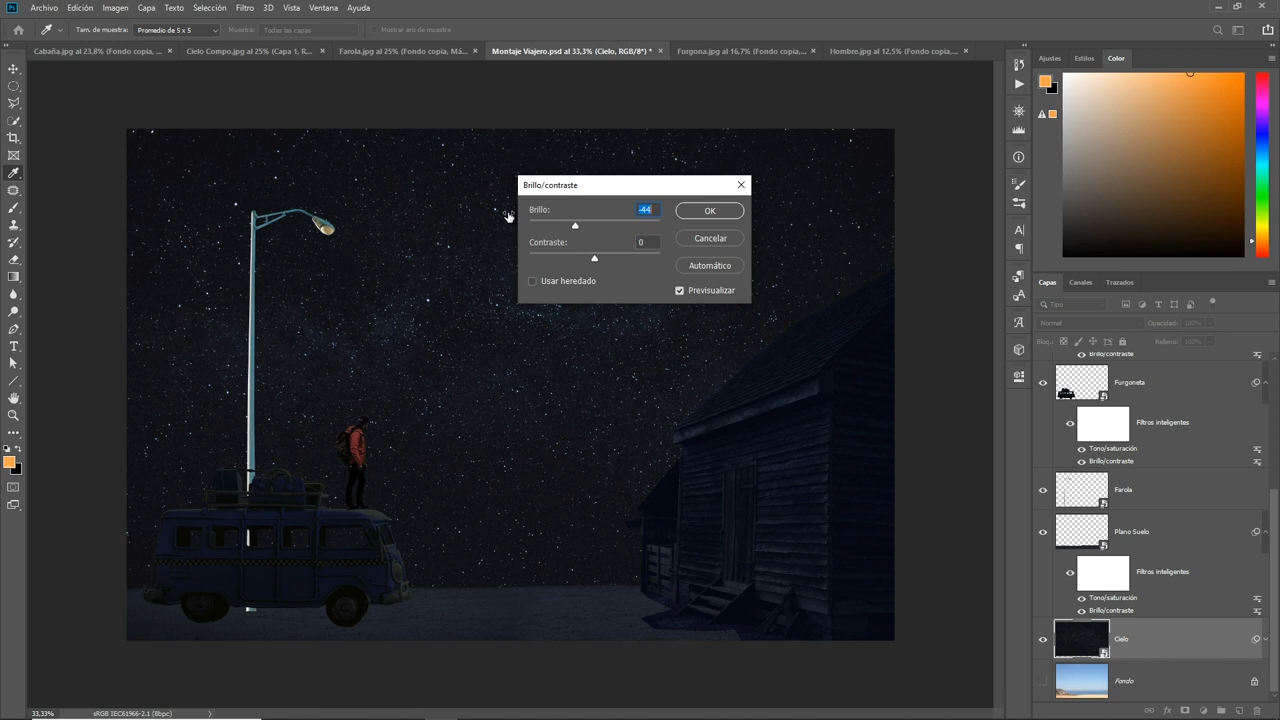 Ps Archivo Edición Imagen Capa Texto Selección Filtro 3D Vista Ventana Ayuda
Tam. de muestra: Promedio de 5 x 5 Muestra: Todas las capas Mostrar aro de muestra
Cabaña.jpg al 23,8% (Fondo copia, ... × Cielo Compo.jpg al 25% (Capa 1, R... × Farola.jpg al 25% (Fondo copia, Má... × Montaje Viajero.psd al 33,3% (Cielo, RGB/8*) * × Furgona.jpg al 16,7% (Fondo copia,... × Hombre.jpg al 12,5% (Fondo copia,... ×
Ajustes Estilos Color
Brillo/contraste
Brillo: -44
OK
Contraste: 0
Cancelar
Automático
Usar heredado
Previsualizar
Capas Canales Trazados
Tipo
Normal Opacidad: 100%
Bloq.: Relleno: 100%
Brillo/contraste
Furgoneta
Filtros inteligentes
Tono/saturación
Brillo/contraste
Farola
Plano Suelo
Filtros inteligentes
Tono/saturación
Brillo/contraste
Cielo
Fondo
33,33% sRGB IEC61966-2.1 (8bpc)